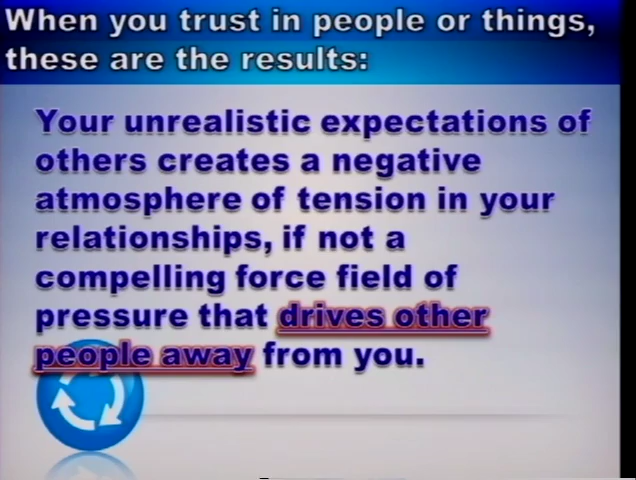 When you trust in people or things,
these are the results:
Your unrealistic expectations of
others creates a negative
atmosphere of tension in your
relationships, if not a
compelling force field of
pressure that drives other
people away from you.